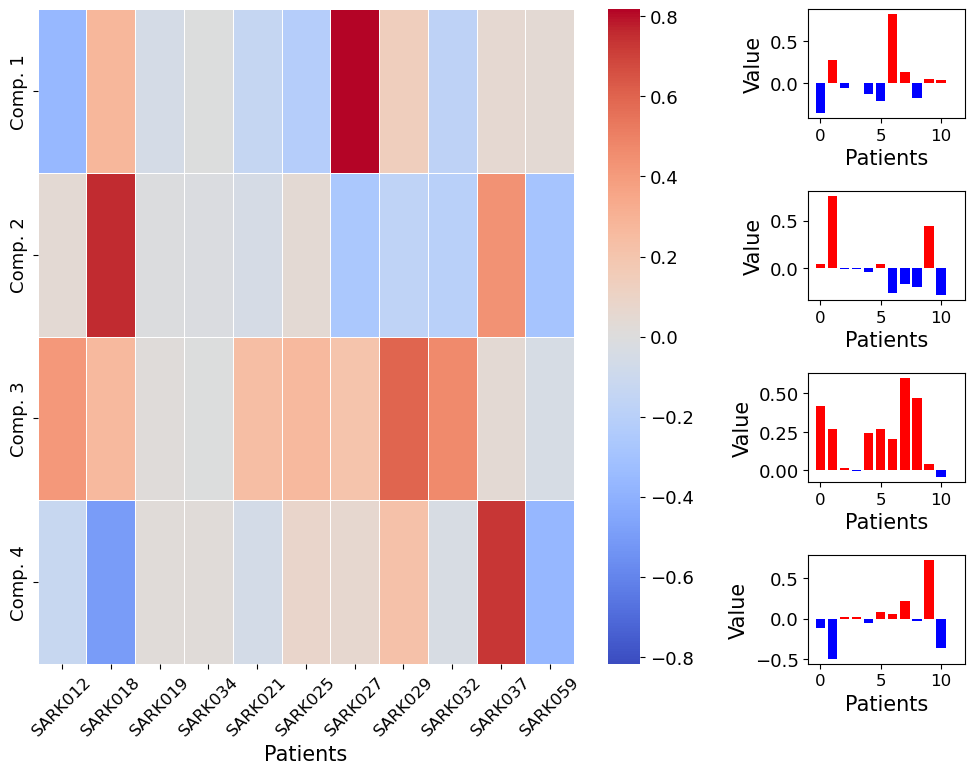 Comp. 1
Comp. 2
Comp. 3
Comp. 4
SARK012
SARK018
SARK019
SARK034
SARK021
SARK025
SARK027
SARK029
SARK032
SARK037
SARK059
Patients
0.8
0.6
0.4
0.2
0.0
−0.2
−0.4
−0.6
−0.8
Value
0.5
0.0
0 5 10
Patients
Value
0.5
0.0
0 5 10
Patients
Value
0.50
0.25
0.00
0 5 10
Patients
Value
0.5
0.0
−0.5
0 5 10
Patients